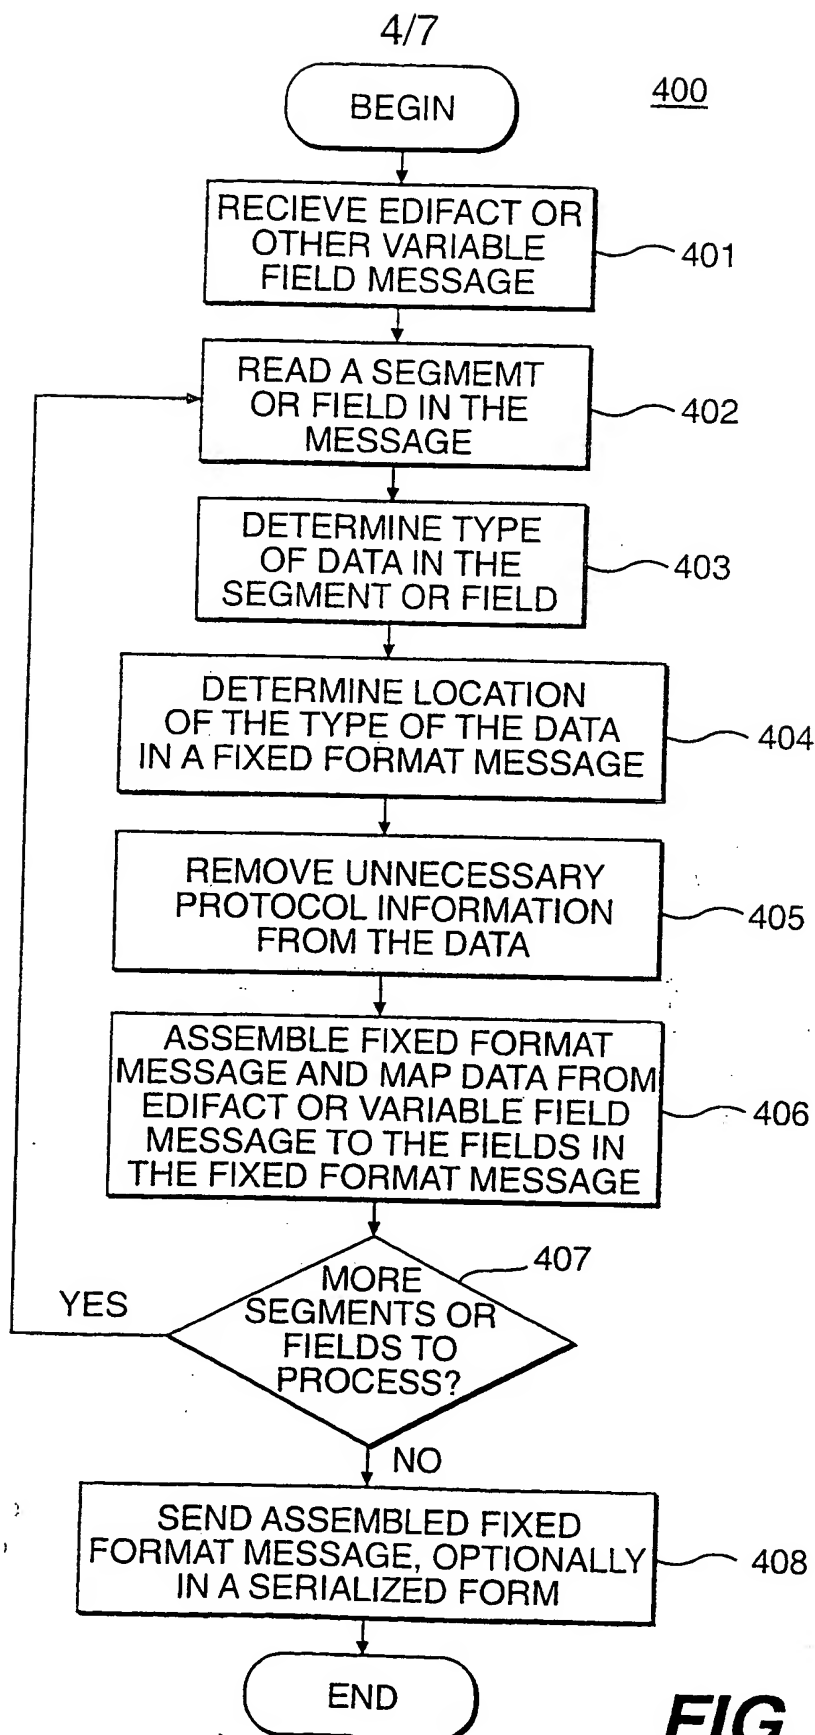 4/7
BEGIN
400
RECIEVE EDIFACT OR
OTHER VARIABLE
FIELD MESSAGE
401
READ A SEGMEMT
OR FIELD IN THE
MESSAGE
402
DETERMINE TYPE
OF DATA IN THE
SEGMENT OR FIELD
403
DETERMINE LOCATION
OF THE TYPE OF THE DATA
IN A FIXED FORMAT MESSAGE
404
REMOVE UNNECESSARY
PROTOCOL INFORMATION
FROM THE DATA
405
ASSEMBLE FIXED FORMAT
MESSAGE AND MAP DATA FROM
EDIFACT OR VARIABLE FIELD
MESSAGE TO THE FIELDS IN
THE FIXED FORMAT MESSAGE
406
407
MORE
SEGMENTS OR
FIELDS TO
PROCESS?
YES
NO
SEND ASSEMBLED FIXED
FORMAT MESSAGE, OPTIONALLY
IN A SERIALIZED FORM
408
END
FIG